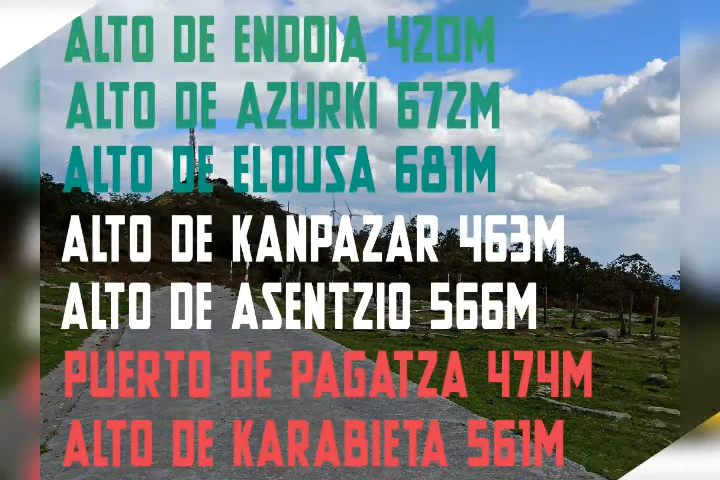 ALTO DE ENDOIA 420M
ALTO DE AZURKI 672M
ALTO DE ELOUSA 681M
ALTO DE KANPAZAR 463M
ALTO DE ASENTZIO 566M
PUERTO DE PAGATZA 474M
ALTO DE KARABIETA 561M